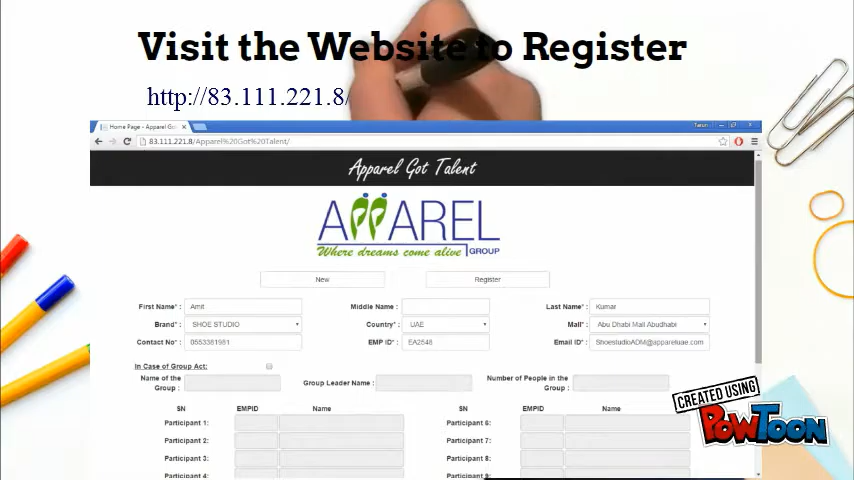 Visit the Website to Register
http://83.111.221.8/
Home Page - Apparel Go
83.111.221.8/Apparel%20Got%20Talent/
Apparel Got Talent
APPAREL
Where dreams come alive GROUP
New Register
First Name* : Amit Middle Name : Last Name* : Kumar
Brand* : SHOE STUDIO Country* : UAE Mall* : Abu Dhabi Mall Abudhabi
Contact No* : 0553381981 EMP ID* : EA2548 Email ID* : ShoestudioADM@appareluae.com
In Case of Group Act:
Name of the Group : Group Leader Name : Number of People in the Group :
SN EMPID Name SN EMPID Name
Participant 1: Participant 6:
Participant 2: Participant 7:
Participant 3: Participant 8:
Participant 4: Participant 9:
CREATED USING
POWTOON